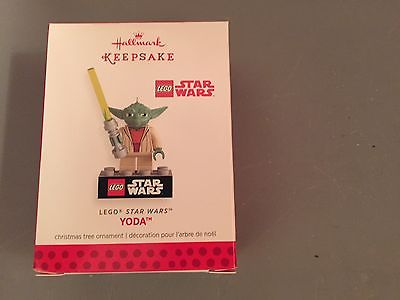 Hallmark
KEEPSAKE
LEGO STAR WARS™
LEGO STAR WARS
LEGO® STAR WARS™
YODA™
christmas tree ornament | décoration pour l'arbre de noël